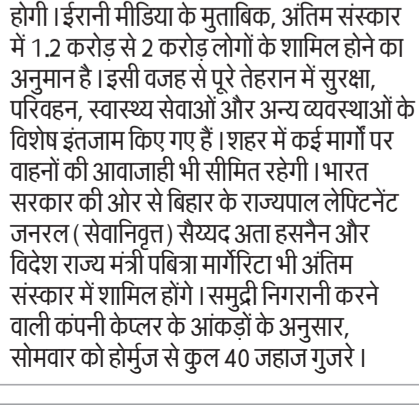 होगी। ईरानी मीडिया के मुताबिक, अंतिम संस्कार
में 1.2 करोड़ से 2 करोड़ लोगों के शामिल होने का
अनुमान है। इसी वजह से पूरे तेहरान में सुरक्षा,
परिवहन, स्वास्थ्य सेवाओं और अन्य व्यवस्थाओं के
विशेष इंतजाम किए गए हैं। शहर में कई मार्गों पर
वाहनों की आवाजाही भी सीमित रहेगी। भारत
सरकार की ओर से बिहार के राज्यपाल लेफ्टिनेंट
जनरल ( सेवानिवृत्त ) सैय्यद अता हसनैन और
विदेश राज्य मंत्री पबित्रा मार्गेरिटा भी अंतिम
संस्कार में शामिल होंगे। समुद्री निगरानी करने
वाली कंपनी केप्लर के आंकड़ों के अनुसार,
सोमवार को होर्मुज से कुल 40 जहाज गुजरे।